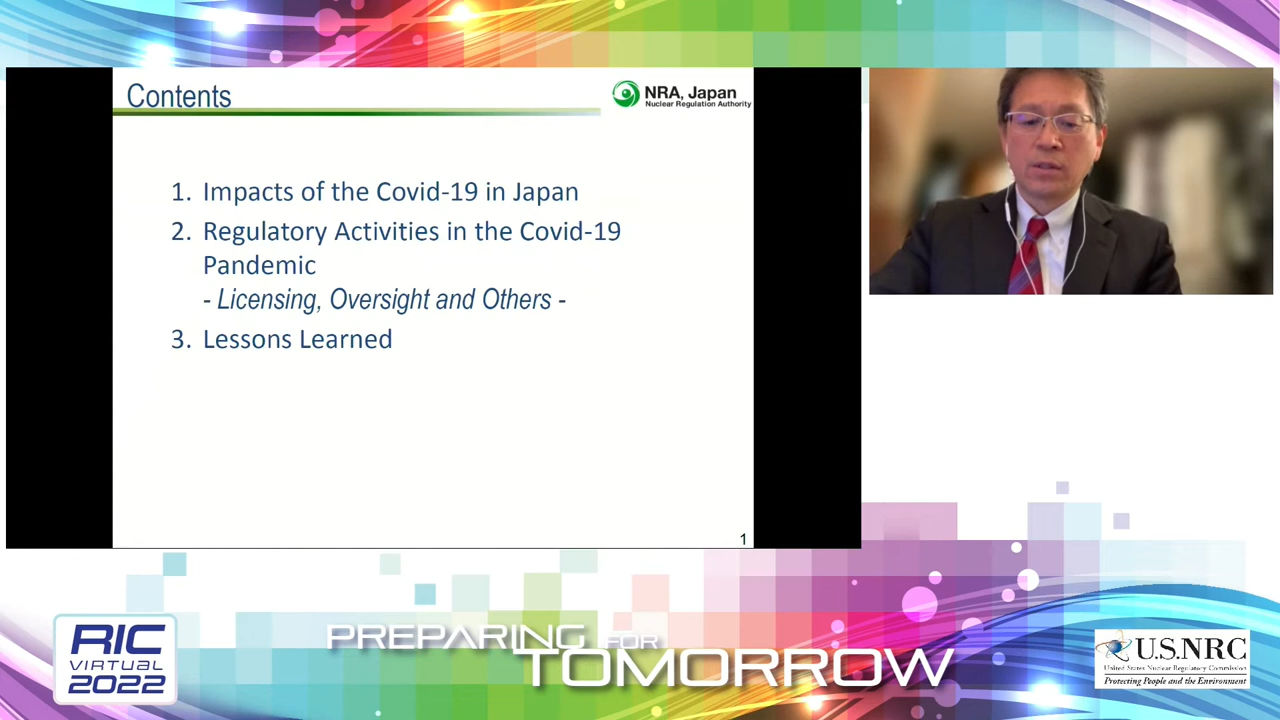 Contents
NRA, Japan
Nuclear Regulation Authority
1. Impacts of the Covid-19 in Japan
2. Regulatory Activities in the Covid-19
Pandemic
- Licensing, Oversight and Others -
3. Lessons Learned
1
RIC
VIRTUAL
2022
PREPARING FOR
TOMORROW
U.S.NRC
United States Nuclear Regulatory Commission
Protecting People and the Environment